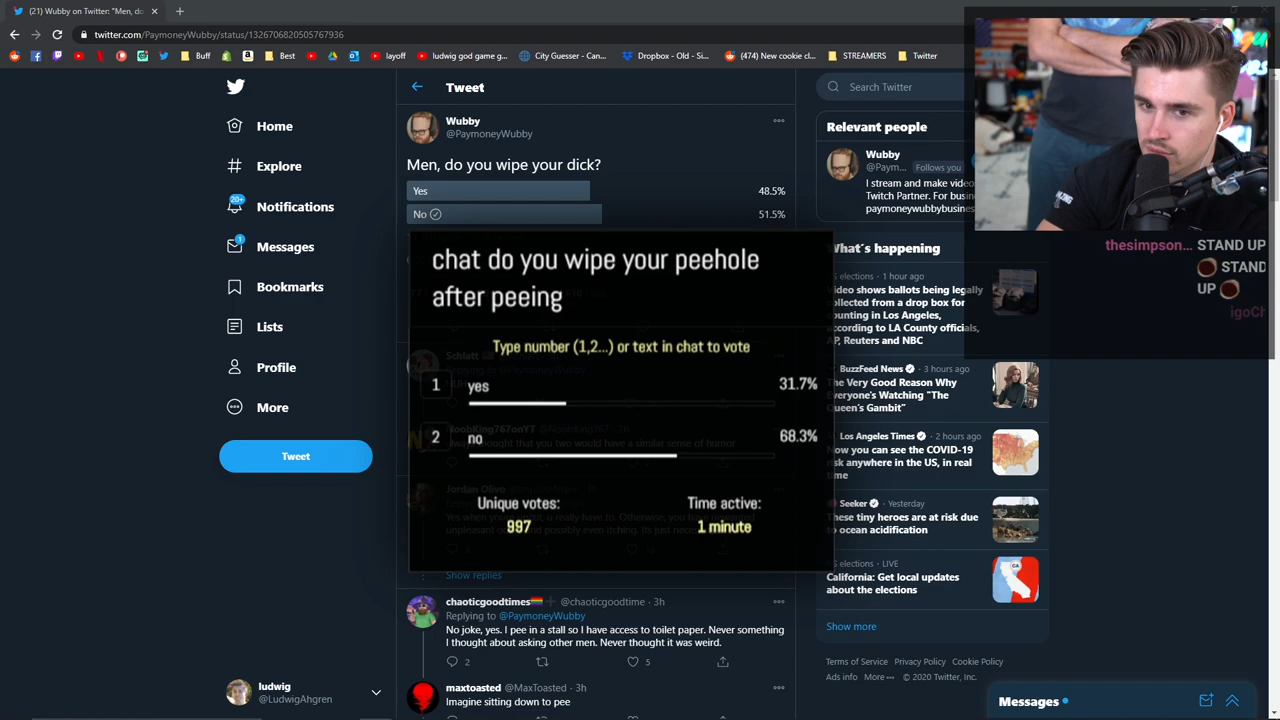 (21) Wubby on Twitter: "Men, do
twitter.com/PaymoneyWubby/status/1326706820505767936
Buff
Best
layoff
ludwig god game g...
City Guesser - Can...
Dropbox - Old - Si...
(474) New cookie cl...
STREAMERS
Twitter
Home
Explore
20+
Notifications
1
Messages
Bookmarks
Lists
Profile
More
Tweet
ludwig
@LudwigAhgren
Tweet
Wubby
@PaymoneyWubby
Men, do you wipe your dick?
Yes 48.5%
No 51.5%
chat do you wipe your peehole
after peeing
Type number (1,2...) or text in chat to vote
1 yes 31.7%
2 no 68.3%
Unique votes: Time active:
997 1 minute
Show replies
chaoticgoodtimes @chaoticgoodtime · 3h
Replying to @PaymoneyWubby
No joke, yes. I pee in a stall so I have access to toilet paper. Never something
I thought about asking other men. Never thought it was weird.
2
5
maxtoasted @MaxToasted · 3h
Imagine sitting down to pee
Search Twitter
Relevant people
Wubby
@Paym... Follows you
I stream and make video
Twitch Partner. For busin
paymoneywubbybusines
What's happening
elections · 1 hour ago
Video shows ballots being legally
collected from a drop box for
counting in Los Angeles,
according to LA County officials,
AP, Reuters and NBC
BuzzFeed News · 3 hours ago
The Very Good Reason Why
Everyone's Watching "The
Queen's Gambit"
Los Angeles Times · 2 hours ago
Now you can see the COVID-19
risk anywhere in the US, in real
time
Seeker · Yesterday
These tiny heroes are at risk due
to ocean acidification
elections · LIVE
California: Get local updates
about the elections
Show more
Terms of Service Privacy Policy Cookie Policy
Ads info More © 2020 Twitter, Inc.
Messages
thesimpson... STAND UP
STAND
UP
igoCh